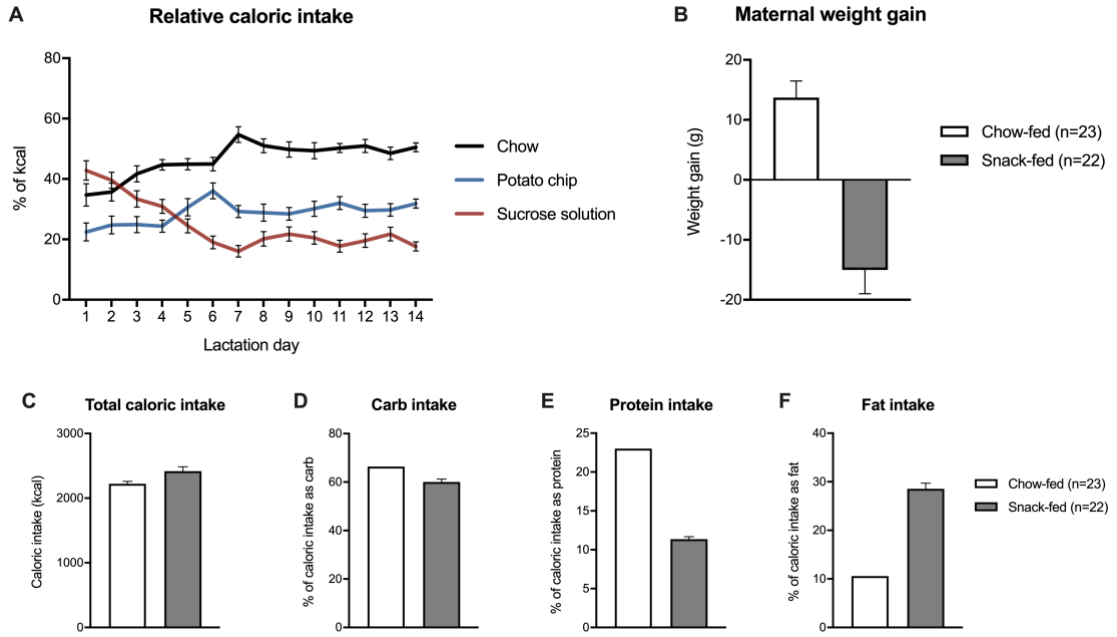 A
Relative caloric intake
80
60
40
20
0
% of kcal
1 2 3 4 5 6 7 8 9 10 11 12 13 14
Lactation day
Chow
Potato chip
Sucrose solution
B
Maternal weight gain
20
10
0
-10
-20
Weight gain (g)
Chow-fed (n=23)
Snack-fed (n=22)
C
Total caloric intake
3000
2000
1000
0
Caloric intake (kcal)
D
Carb intake
80
60
40
20
0
% of caloric intake as carb
E
Protein intake
25
20
15
10
5
0
% of caloric intake as protein
F
Fat intake
40
30
20
10
0
% of caloric intake as fat
Chow-fed (n=23)
Snack-fed (n=22)